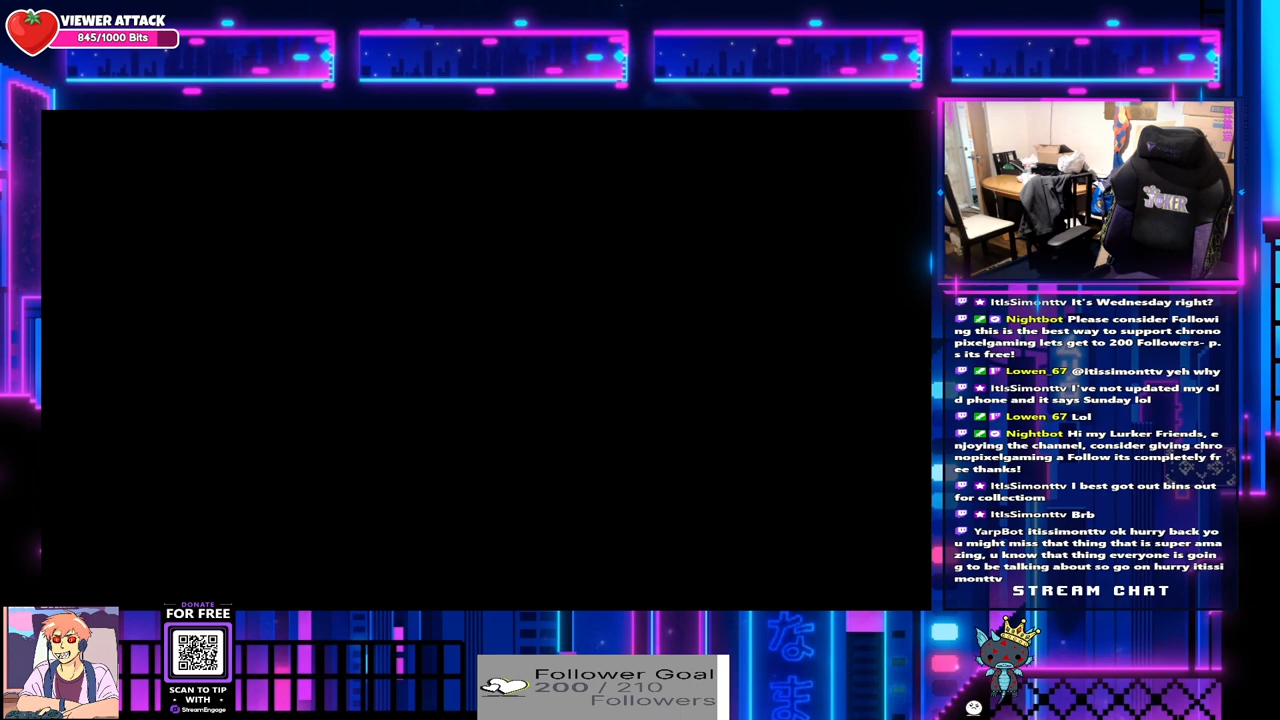 VIEWER ATTACK
845/1000 Bits
JOKER
ItIsSimonttv It's Wednesday right?
Nightbot Please consider Followi
ng this is the best way to support chrono
pixelgaming lets get to 200 Followers- p.
s its free!
Lowen_67 @itissimonttv yeh why
ItIsSimonttv I've not updated my ol
d phone and it says Sunday lol
Lowen_67 Lol
Nightbot Hi my Lurker Friends, e
njoying the channel, consider giving chro
nopixelgaming a Follow its completely fr
ee thanks!
ItIsSimonttv I best got out bins out
for collectiom
ItIsSimonttv Brb
YarpBot itissimonttv ok hurry back yo
u might miss that thing that is super ama
zing, u know that thing everyone is goin
g to be talking about so go on hurry itissi
monttv
STREAM CHAT
DONATE
FOR FREE
SCAN TO TIP
WITH
StreamEngage
Follower Goal
200 / 210
Followers
なま